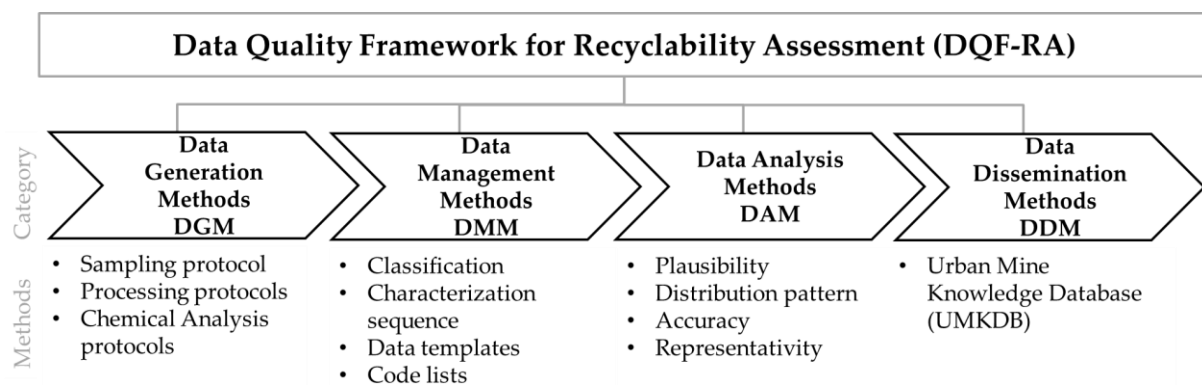 Data Quality Framework for Recyclability Assessment (DQF-RA)
Category
Data
Generation
Methods
DGM
Data
Management
Methods
DMM
Data Analysis
Methods
DAM
Data
Dissemination
Methods
DDM
Methods
• Sampling protocol
• Processing protocols
• Chemical Analysis
protocols
• Classification
• Characterization
sequence
• Data templates
• Code lists
• Plausibility
• Distribution pattern
• Accuracy
• Representativity
• Urban Mine
Knowledge Database
(UMKDB)